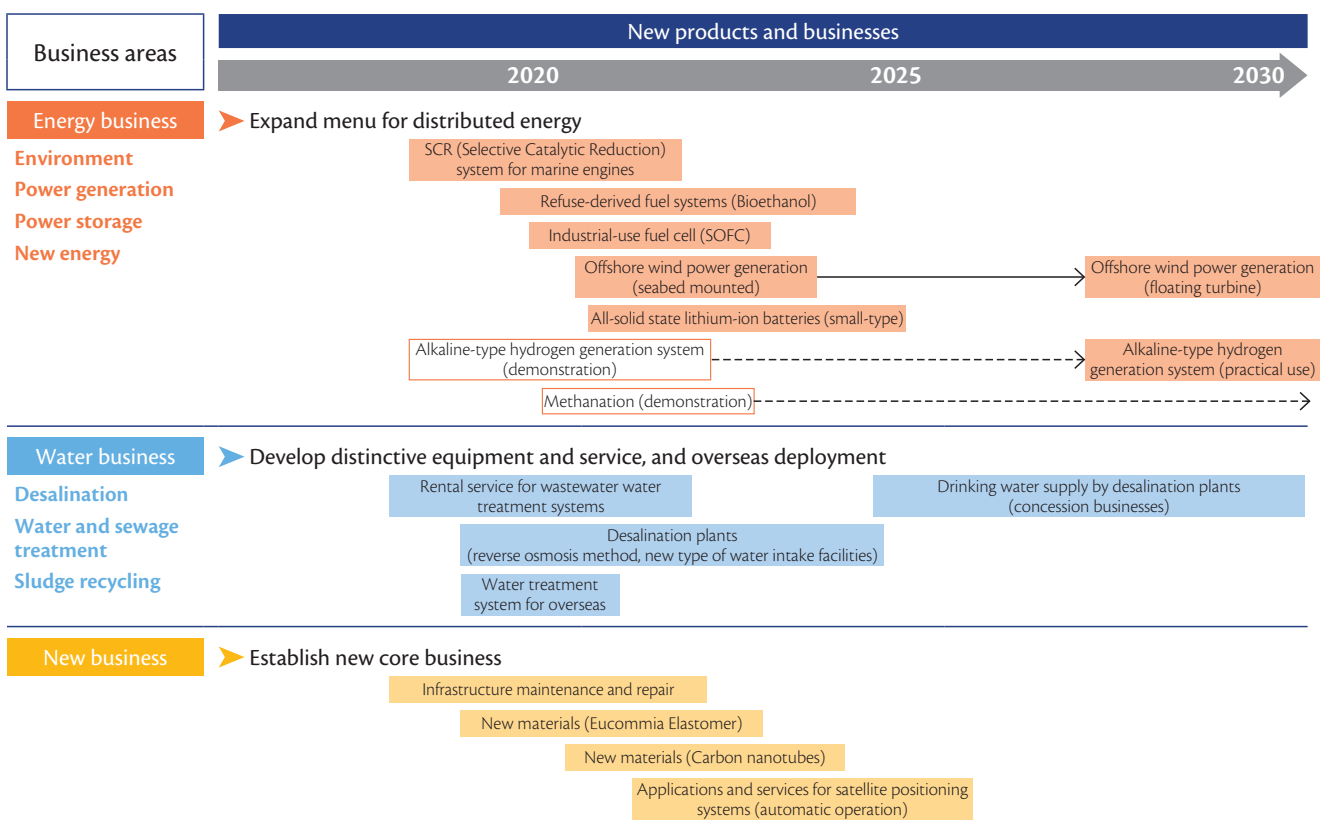 Business areas
New products and businesses
2020 2025 2030
Energy business
Expand menu for distributed energy
Environment
Power generation
Power storage
New energy
SCR (Selective Catalytic Reduction)
system for marine engines
Refuse-derived fuel systems (Bioethanol)
Industrial-use fuel cell (SOFC)
Offshore wind power generation
(seabed mounted)
Offshore wind power generation
(floating turbine)
All-solid state lithium-ion batteries (small-type)
Alkaline-type hydrogen generation system
(demonstration)
Alkaline-type hydrogen
generation system (practical use)
Methanation (demonstration)
Water business
Develop distinctive equipment and service, and overseas deployment
Desalination
Water and sewage
treatment
Sludge recycling
Rental service for wastewater water
treatment systems
Drinking water supply by desalination plants
(concession businesses)
Desalination plants
(reverse osmosis method, new type of water intake facilities)
Water treatment
system for overseas
New business
Establish new core business
Infrastructure maintenance and repair
New materials (Eucommia Elastomer)
New materials (Carbon nanotubes)
Applications and services for satellite positioning
systems (automatic operation)